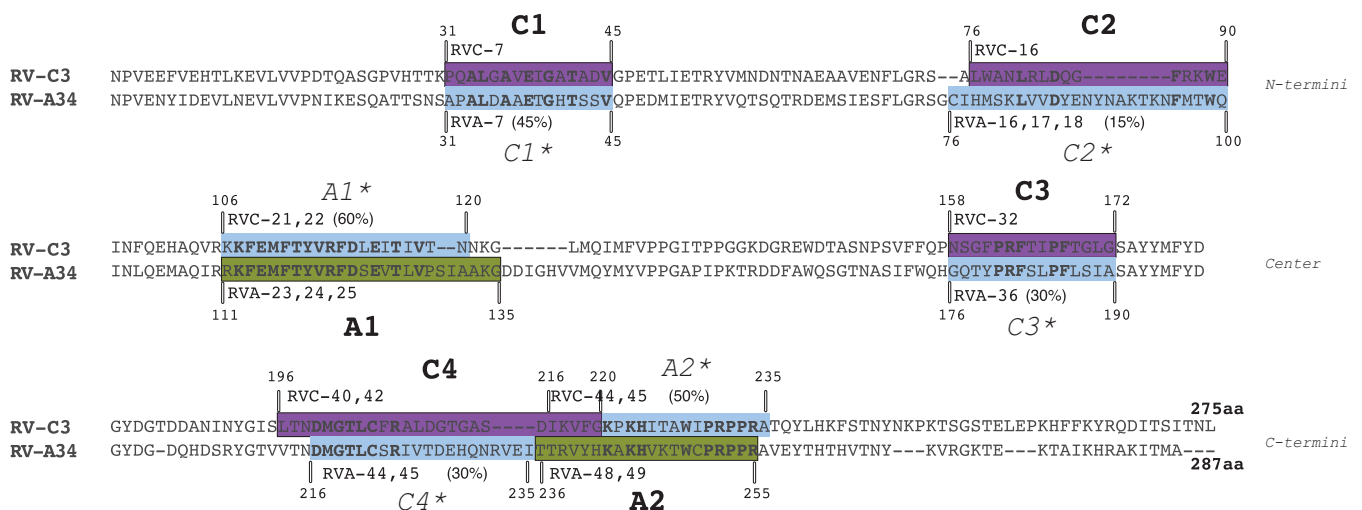 C1 C2
31 45 76 90
RVC-7 RVC-16
RV-C3 NPVEEFVEHTLKEVLVVPDTQASGPVHTTKPQALGAVEIGATADVGPETLIETRYVMNDNTNAEAAVENFLGRS--ALWANLRLDQG--------FRKWE
N-termini
RV-A34 NPVENYIDEVLNEVLVVPNIKESQATTSNSAPALDAAETGHTSSVQPEDMIETRYVQTSQTRDEMSIESFLGRSGCIHMSKLVVDYENYNAKTKNFMTWQ
RVA-7 (45%) RVA-16,17,18 (15%)
31 45 76 100
C1* C2*
A1* C3
106 120 158 172
RVC-21,22 (60%) RVC-32
RV-C3 INFQEHAQVRKKFEMFTYVRFDLEITIVT--NNKG------LMQIMFVPPGITPPGGKDGREWDTASNPSVFFQPNSGFPRFTIPFTGLGSAYYMFYD
Center
RV-A34 INLQEMAQIRRKFEMFTYVRFDSEVTLVPSIAAKGDDIGHVVMQYMYVPPGAPIPKTRDDFAWQSGTNASIFWQHGQTYPRFSLPFLSIASAYYMFYD
RVA-23,24,25 RVA-36 (30%)
111 135 176 190
A1 C3*
C4 A2*
196 216 220 235
RVC-40,42 RVC-44,45 (50%)
275aa
RV-C3 GYDGTDDANINYGISLTNDMGTLCFRALDGTGAS----DIKVFGKPKHITAWIPRPPRATQYLHKFSTNYNKPKTSGSTELEPKHFFKYRQDITSITNL
C-termini
RV-A34 GYDG-DQHDSRYGTVVTNDMGTLCSRIVTDEHQNRVEITTRVYHKAKHVKTWCPRPPRAVEYTHTHVTNY---KVRGKTE---KTAIKHRAKITMA---
287aa
RVA-44,45 (30%) RVA-48,49
216 235 236 255
C4* A2